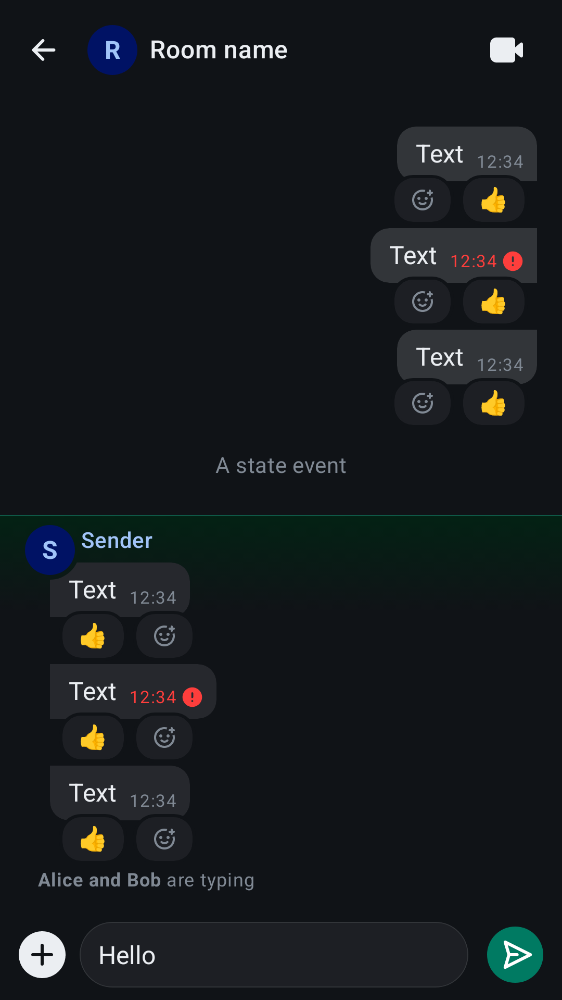 R Room name
Text 12:34
👍
Text 12:34
👍
Text 12:34
👍
A state event
S Sender
Text 12:34
👍
Text 12:34
👍
Text 12:34
👍
Alice and Bob are typing
Hello